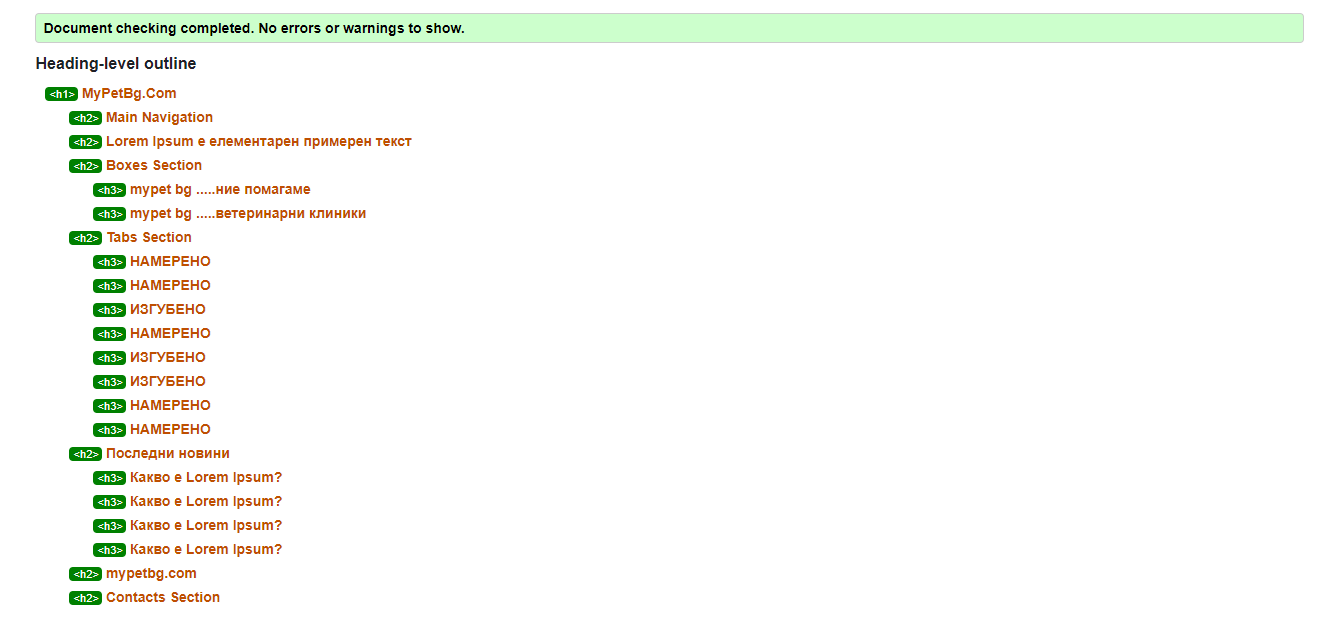 Document checking completed. No errors or warnings to show.
Heading-level outline
<h1> MyPetBg.Com
<h2> Main Navigation
<h2> Lorem Ipsum е елементарен примерен текст
<h2> Boxes Section
<h3> mypet bg .....ние помагаме
<h3> mypet bg .....ветеринарни клиники
<h2> Tabs Section
<h3> НАМЕРЕНО
<h3> НАМЕРЕНО
<h3> ИЗГУБЕНО
<h3> НАМЕРЕНО
<h3> ИЗГУБЕНО
<h3> ИЗГУБЕНО
<h3> НАМЕРЕНО
<h3> НАМЕРЕНО
<h2> Последни новини
<h3> Какво е Lorem Ipsum?
<h3> Какво е Lorem Ipsum?
<h3> Какво е Lorem Ipsum?
<h3> Какво е Lorem Ipsum?
<h2> mypetbg.com
<h2> Contacts Section